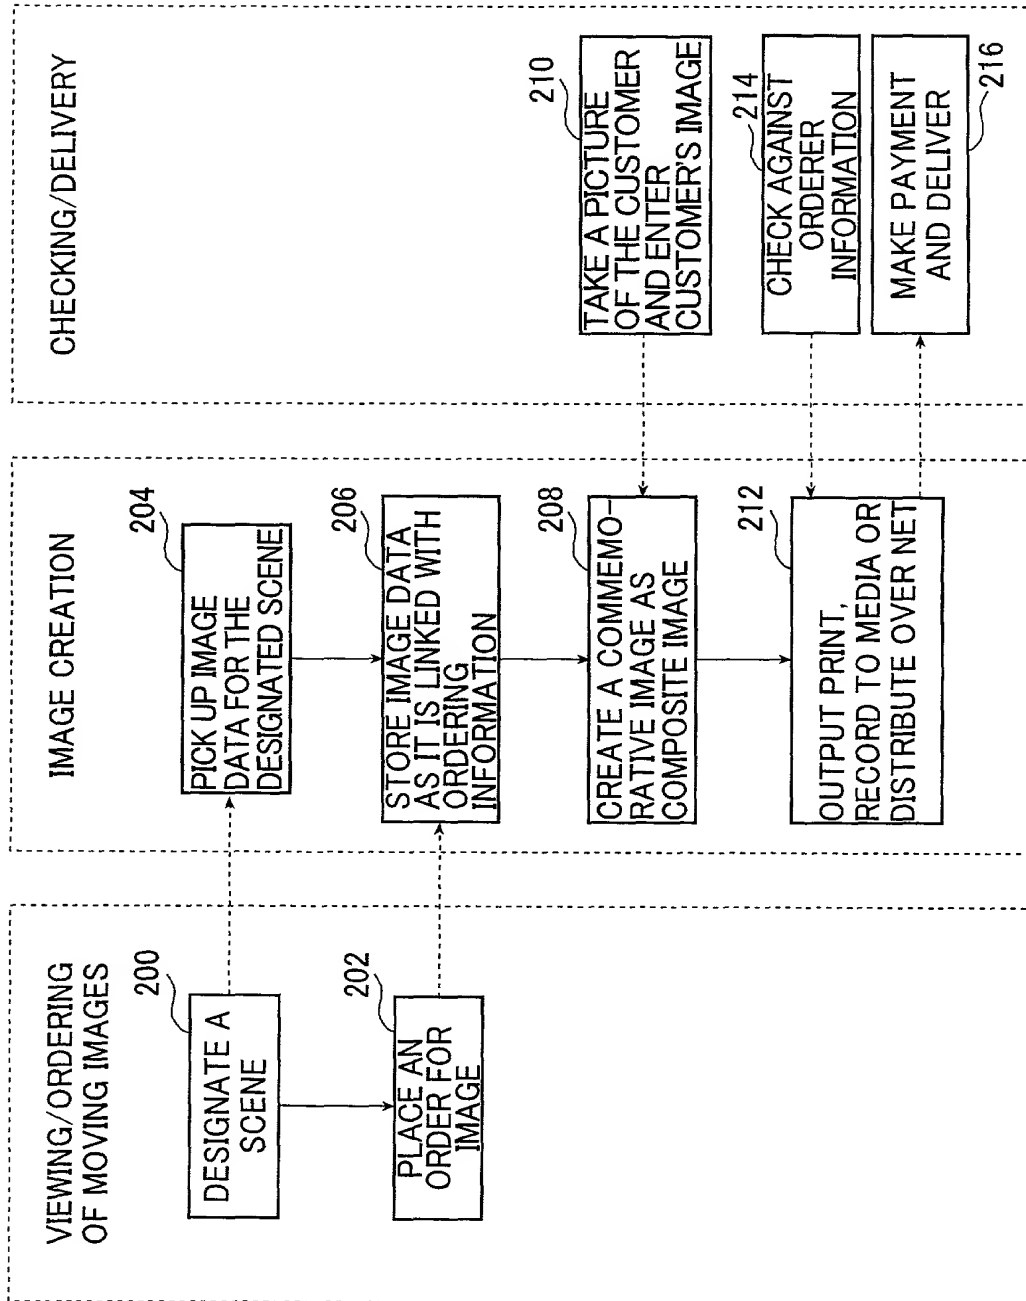 VIEWING/ORDERING
OF MOVING IMAGES
200
DESIGNATE A
SCENE
202
PLACE AN
ORDER FOR
IMAGE
IMAGE CREATION
204
PICK UP IMAGE
DATA FOR THE
DESIGNATED SCENE
206
STORE IMAGE DATA
AS IT IS LINKED WITH
ORDERING
INFORMATION
208
CREATE A COMMEMO-
RATIVE IMAGE AS
COMPOSITE IMAGE
212
OUTPUT PRINT,
RECORD TO MEDIA OR
DISTRIBUTE OVER NET
CHECKING/DELIVERY
210
TAKE A PICTURE
OF THE CUSTOMER
AND ENTER
CUSTOMER'S IMAGE
214
CHECK AGAINST
ORDERER
INFORMATION
MAKE PAYMENT
AND DELIVER
216